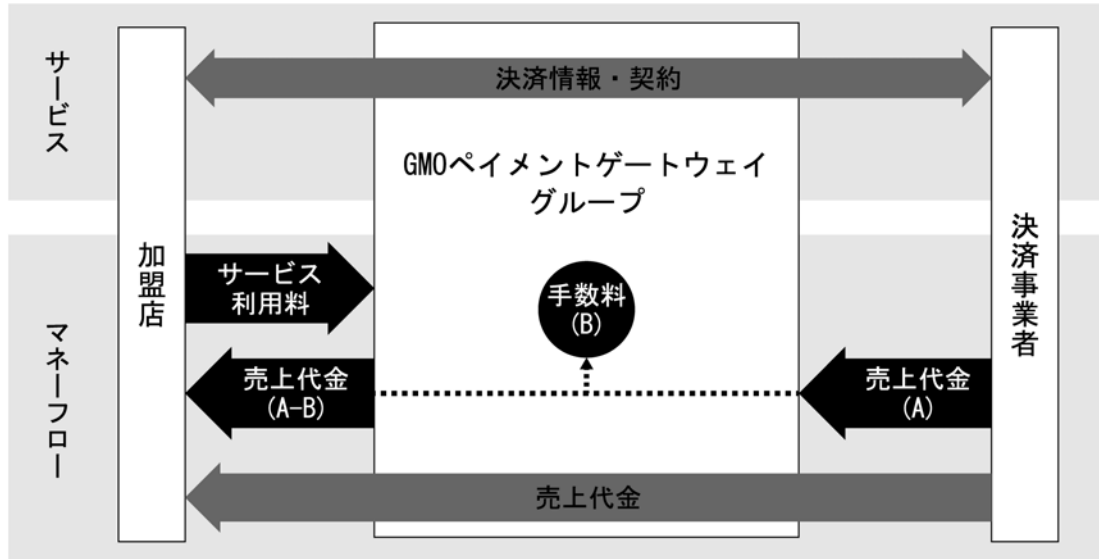 サービス
決済情報・契約
GMOペイメントゲートウェイ
グループ
加盟店
決済事業者
マネーフロー
サービス
利用料
手数料
(B)
売上代金
(A-B)
売上代金
(A)
売上代金